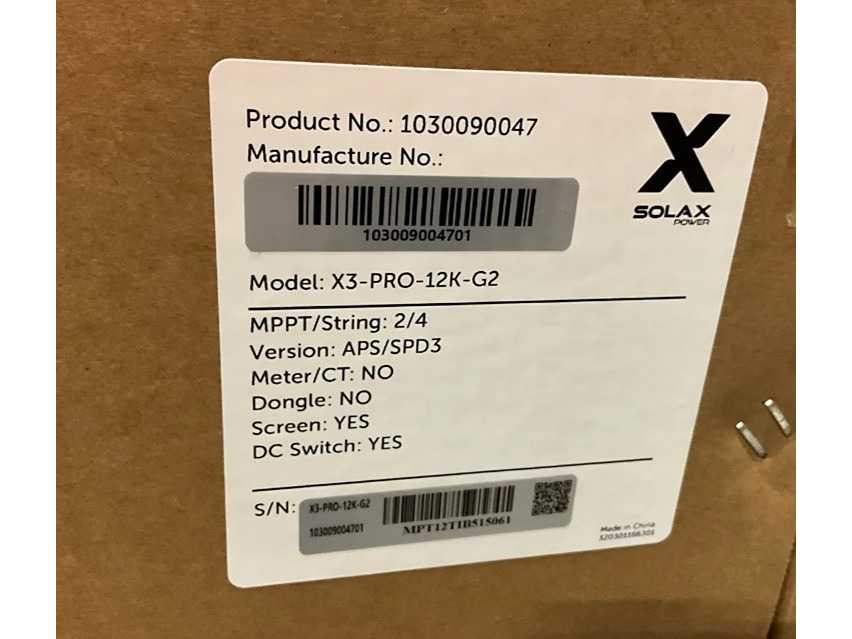 Product No.: 1030090047
Manufacture No.:
103009004701
SOLAX
POWER
Model: X3-PRO-12K-G2
MPPT/String: 2/4
Version: APS/SPD3
Meter/CT: NO
Dongle: NO
Screen: YES
DC Switch: YES
S/N:
X3-PRO-12K-G2
103009004701
MPT12TIB515061
Made in China